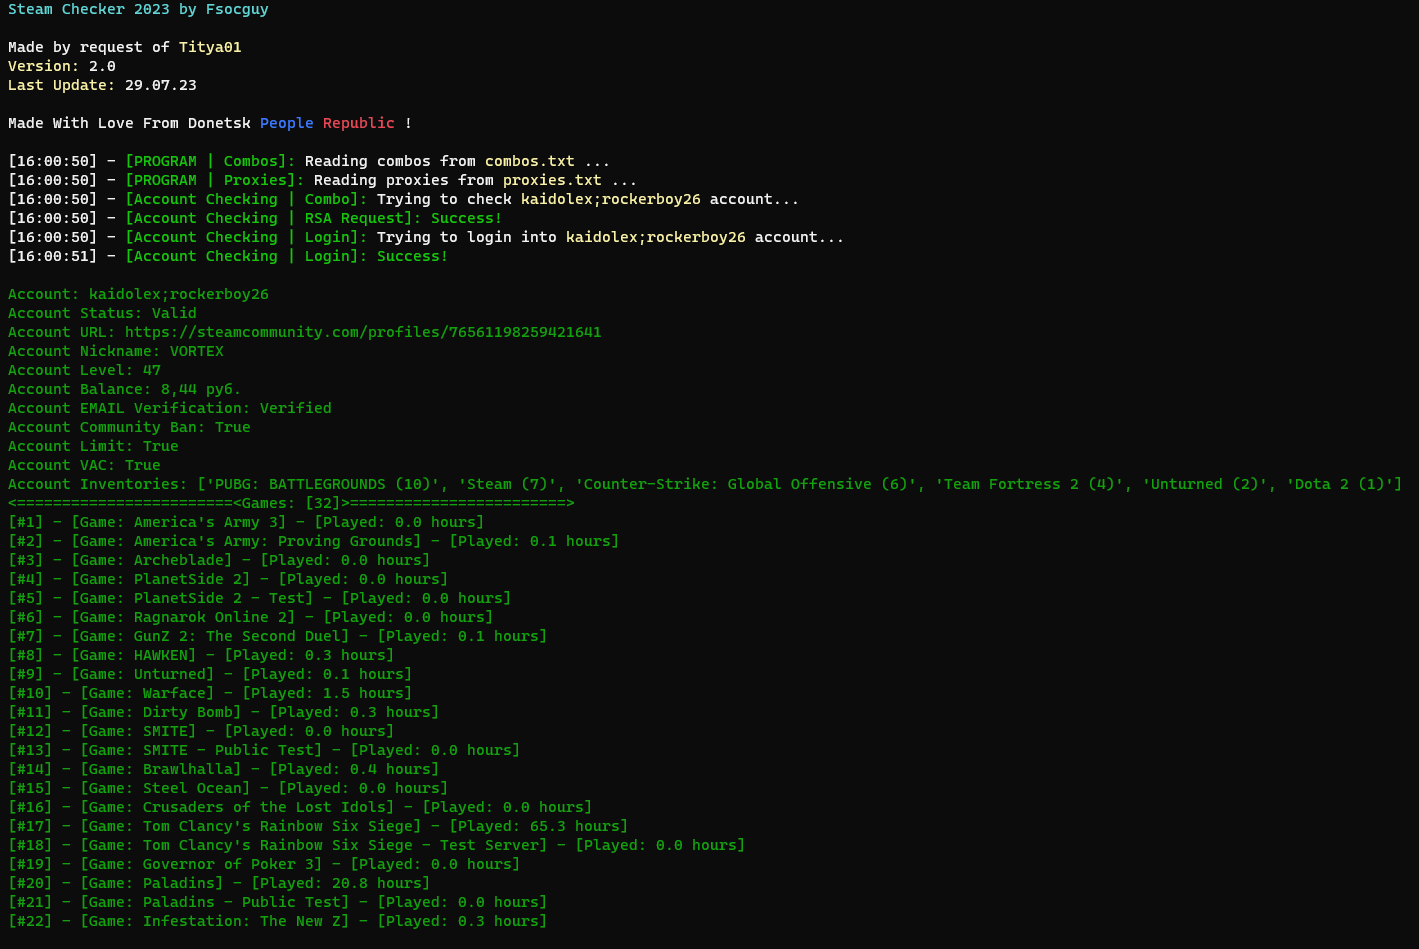 Steam Checker 2023 by Fsocguy
Made by request of Titya01
Version: 2.0
Last Update: 29.07.23
Made With Love From Donetsk People Republic !
[16:00:50] - [PROGRAM | Combos]: Reading combos from combos.txt ...
[16:00:50] - [PROGRAM | Proxies]: Reading proxies from proxies.txt ...
[16:00:50] - [Account Checking | Combo]: Trying to check kaidolex;rockerboy26 account...
[16:00:50] - [Account Checking | RSA Request]: Success!
[16:00:50] - [Account Checking | Login]: Trying to login into kaidolex;rockerboy26 account...
[16:00:51] - [Account Checking | Login]: Success!
Account: kaidolex;rockerboy26
Account Status: Valid
Account URL: https://steamcommunity.com/profiles/76561198259421641
Account Nickname: VORTEX
Account Level: 47
Account Balance: 8,44 руб.
Account EMAIL Verification: Verified
Account Community Ban: True
Account Limit: True
Account VAC: True
Account Inventories: ['PUBG: BATTLEGROUNDS (10)', 'Steam (7)', 'Counter-Strike: Global Offensive (6)', 'Team Fortress 2 (4)', 'Unturned (2)', 'Dota 2 (1)']
<========================<Games: [32]>========================>
[#1] - [Game: America's Army 3] - [Played: 0.0 hours]
[#2] - [Game: America's Army: Proving Grounds] - [Played: 0.1 hours]
[#3] - [Game: Archeblade] - [Played: 0.0 hours]
[#4] - [Game: PlanetSide 2] - [Played: 0.0 hours]
[#5] - [Game: PlanetSide 2 - Test] - [Played: 0.0 hours]
[#6] - [Game: Ragnarok Online 2] - [Played: 0.0 hours]
[#7] - [Game: GunZ 2: The Second Duel] - [Played: 0.1 hours]
[#8] - [Game: HAWKEN] - [Played: 0.3 hours]
[#9] - [Game: Unturned] - [Played: 0.1 hours]
[#10] - [Game: Warface] - [Played: 1.5 hours]
[#11] - [Game: Dirty Bomb] - [Played: 0.3 hours]
[#12] - [Game: SMITE] - [Played: 0.0 hours]
[#13] - [Game: SMITE - Public Test] - [Played: 0.0 hours]
[#14] - [Game: Brawlhalla] - [Played: 0.4 hours]
[#15] - [Game: Steel Ocean] - [Played: 0.0 hours]
[#16] - [Game: Crusaders of the Lost Idols] - [Played: 0.0 hours]
[#17] - [Game: Tom Clancy's Rainbow Six Siege] - [Played: 65.3 hours]
[#18] - [Game: Tom Clancy's Rainbow Six Siege - Test Server] - [Played: 0.0 hours]
[#19] - [Game: Governor of Poker 3] - [Played: 0.0 hours]
[#20] - [Game: Paladins] - [Played: 20.8 hours]
[#21] - [Game: Paladins - Public Test] - [Played: 0.0 hours]
[#22] - [Game: Infestation: The New Z] - [Played: 0.3 hours]